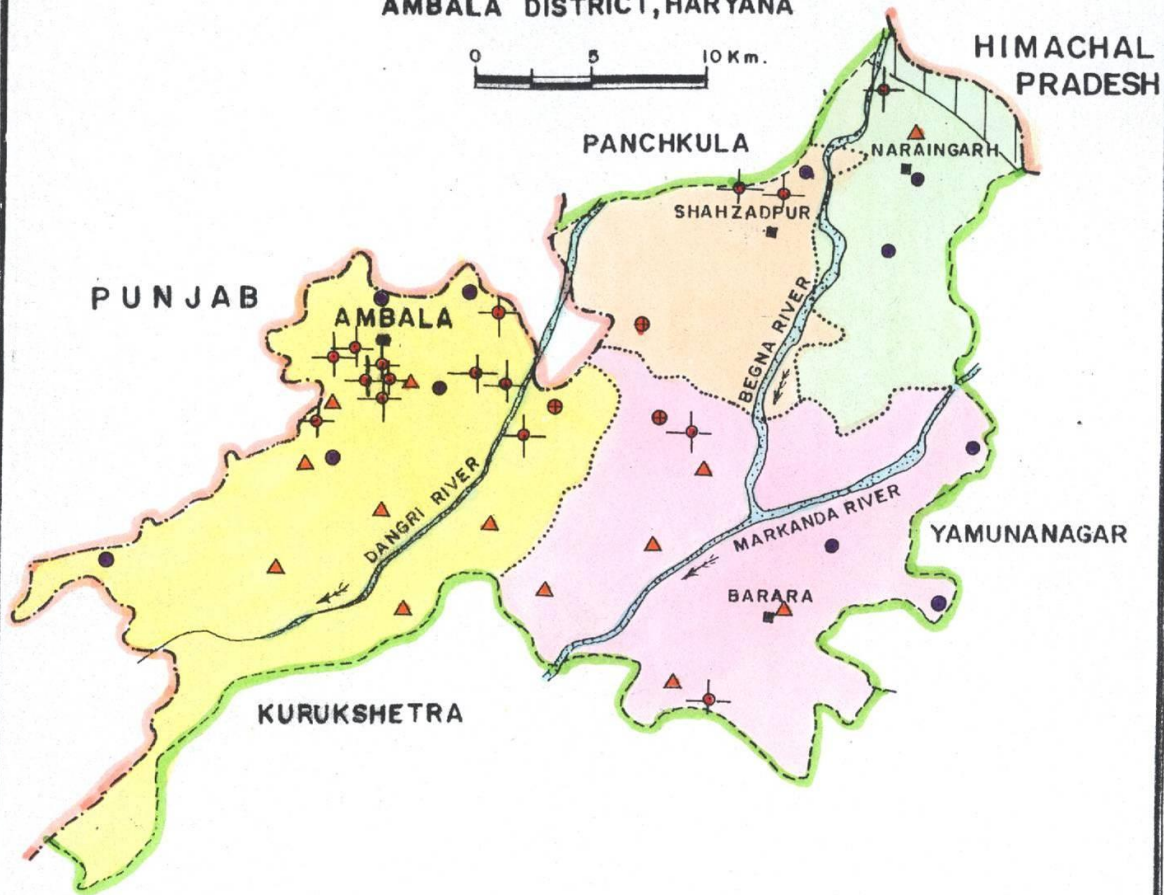 AMBALA DISTRICT, HARYANA
0 5 10 Km.
HIMACHAL
PRADESH
PANCHKULA
NARAINGARH
SHAHZADPUR
PUNJAB
AMBALA
BEGNA RIVER
DANGRI RIVER
MARKANDA RIVER
YAMUNANAGAR
BARARA
KURUKSHETRA